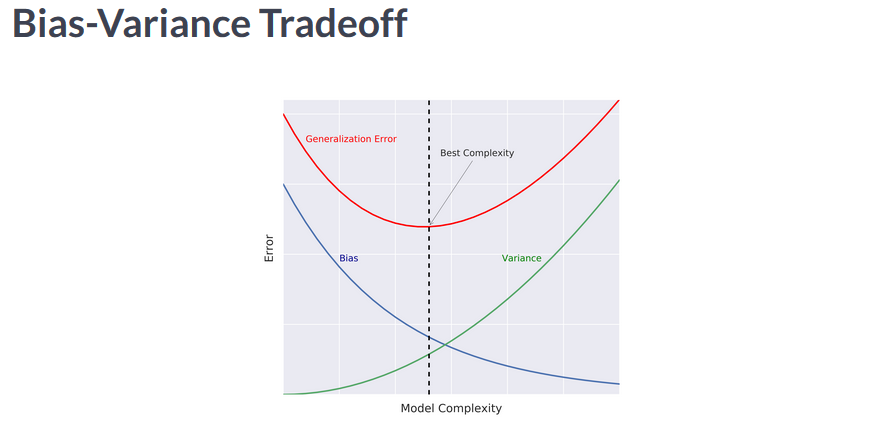 Bias-Variance Tradeoff
Generalization Error
Best Complexity
Bias
Variance
Error
Model Complexity